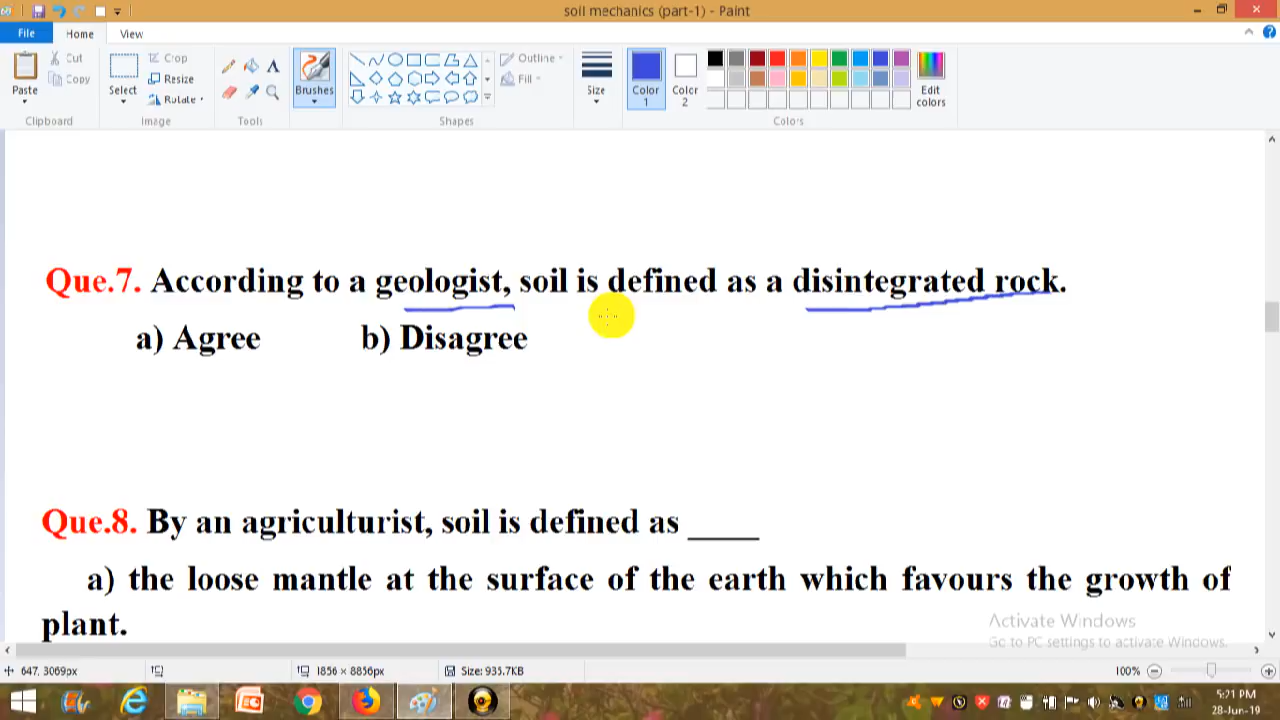 soil mechanics (part-1) - Paint
File Home View
Paste
Cut
Copy
Clipboard
Select
Crop
Resize
Rotate
Image
Tools
Brushes
Shapes
Outline
Fill
Size
Color 1
Color 2
Edit colors
Colors
Que.7. According to a geologist, soil is defined as a disintegrated rock.
a) Agree b) Disagree
Que.8. By an agriculturist, soil is defined as _____
a) the loose mantle at the surface of the earth which favours the growth of
plant.
Activate Windows
Go to PC settings to activate Windows.
647, 3069px 1856 × 8856px Size: 935.7KB 100%
5:21 PM
28-Jun-19